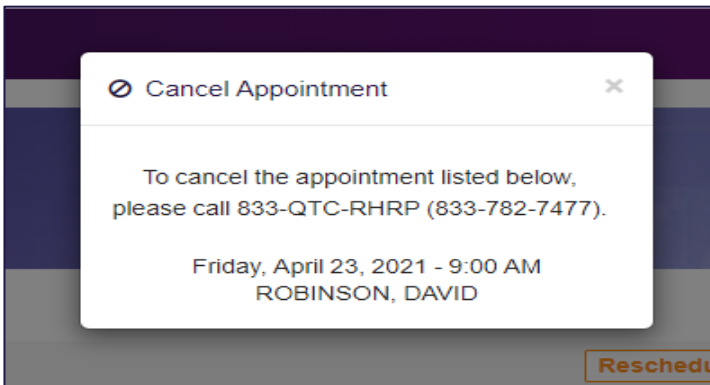 Cancel Appointment
To cancel the appointment listed below,
please call 833-QTC-RHRP (833-782-7477).
Friday, April 23, 2021 - 9:00 AM
ROBINSON, DAVID